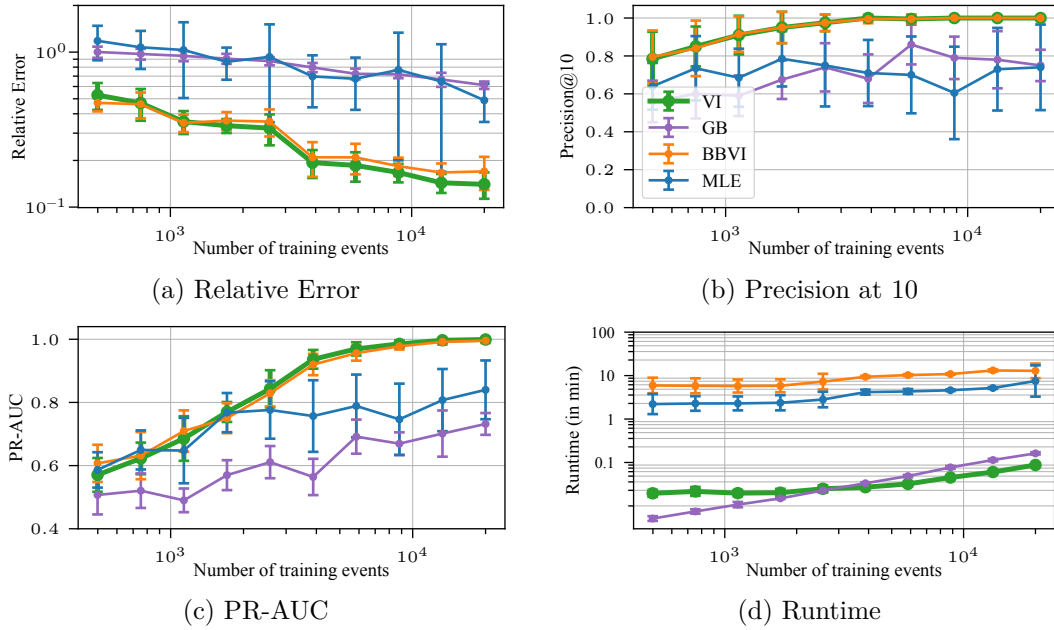 Relative Error
10^0
10^{-1}
10^3
10^4
Number of training events
(a) Relative Error
Precision@10
1.0
0.8
0.6
0.4
0.2
0.0
VI
GB
BBVI
MLE
10^3
10^4
Number of training events
(b) Precision at 10
PR-AUC
1.0
0.8
0.6
0.4
10^3
10^4
Number of training events
(c) PR-AUC
Runtime (in min)
100
10
1
0.1
10^3
10^4
Number of training events
(d) Runtime